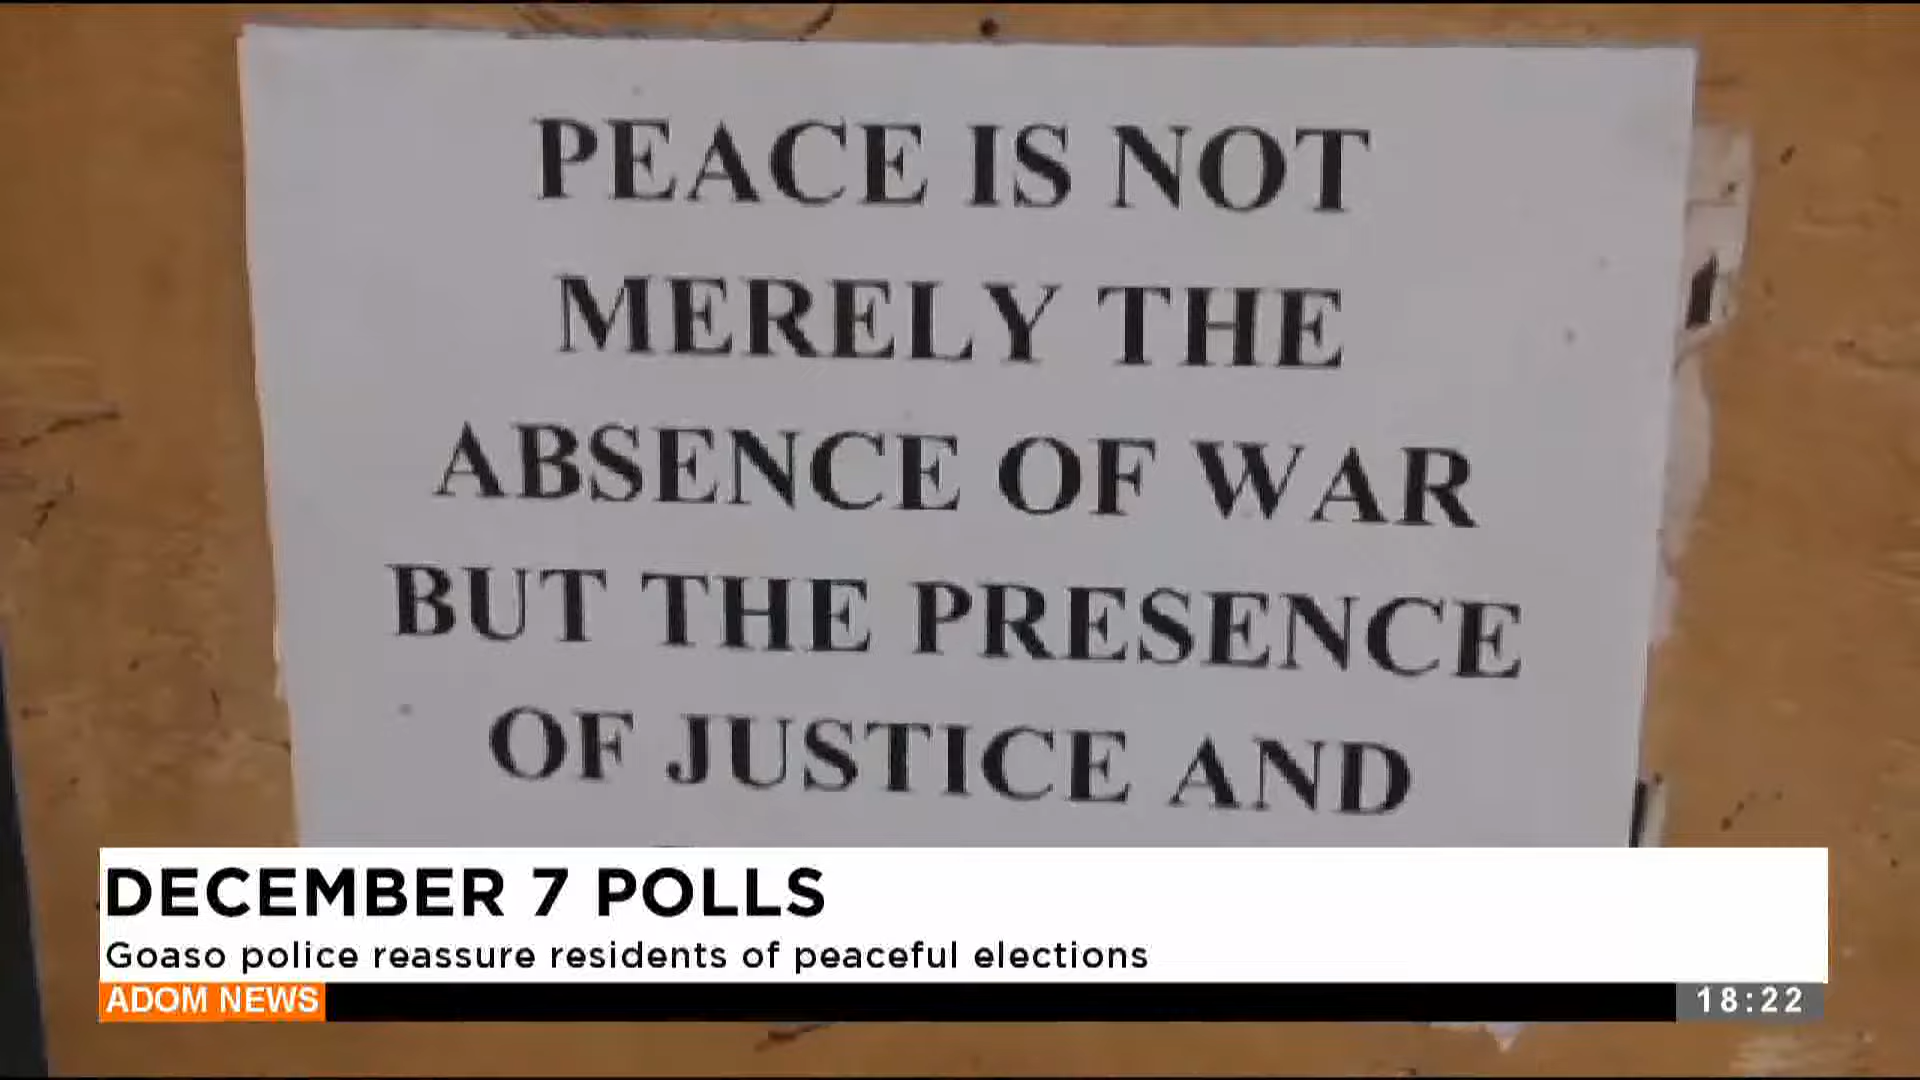 PEACE IS NOT
MERELY THE
ABSENCE OF WAR
BUT THE PRESENCE
OF JUSTICE AND
DECEMBER 7 POLLS
Goaso police reassure residents of peaceful elections
ADOM NEWS
18:22